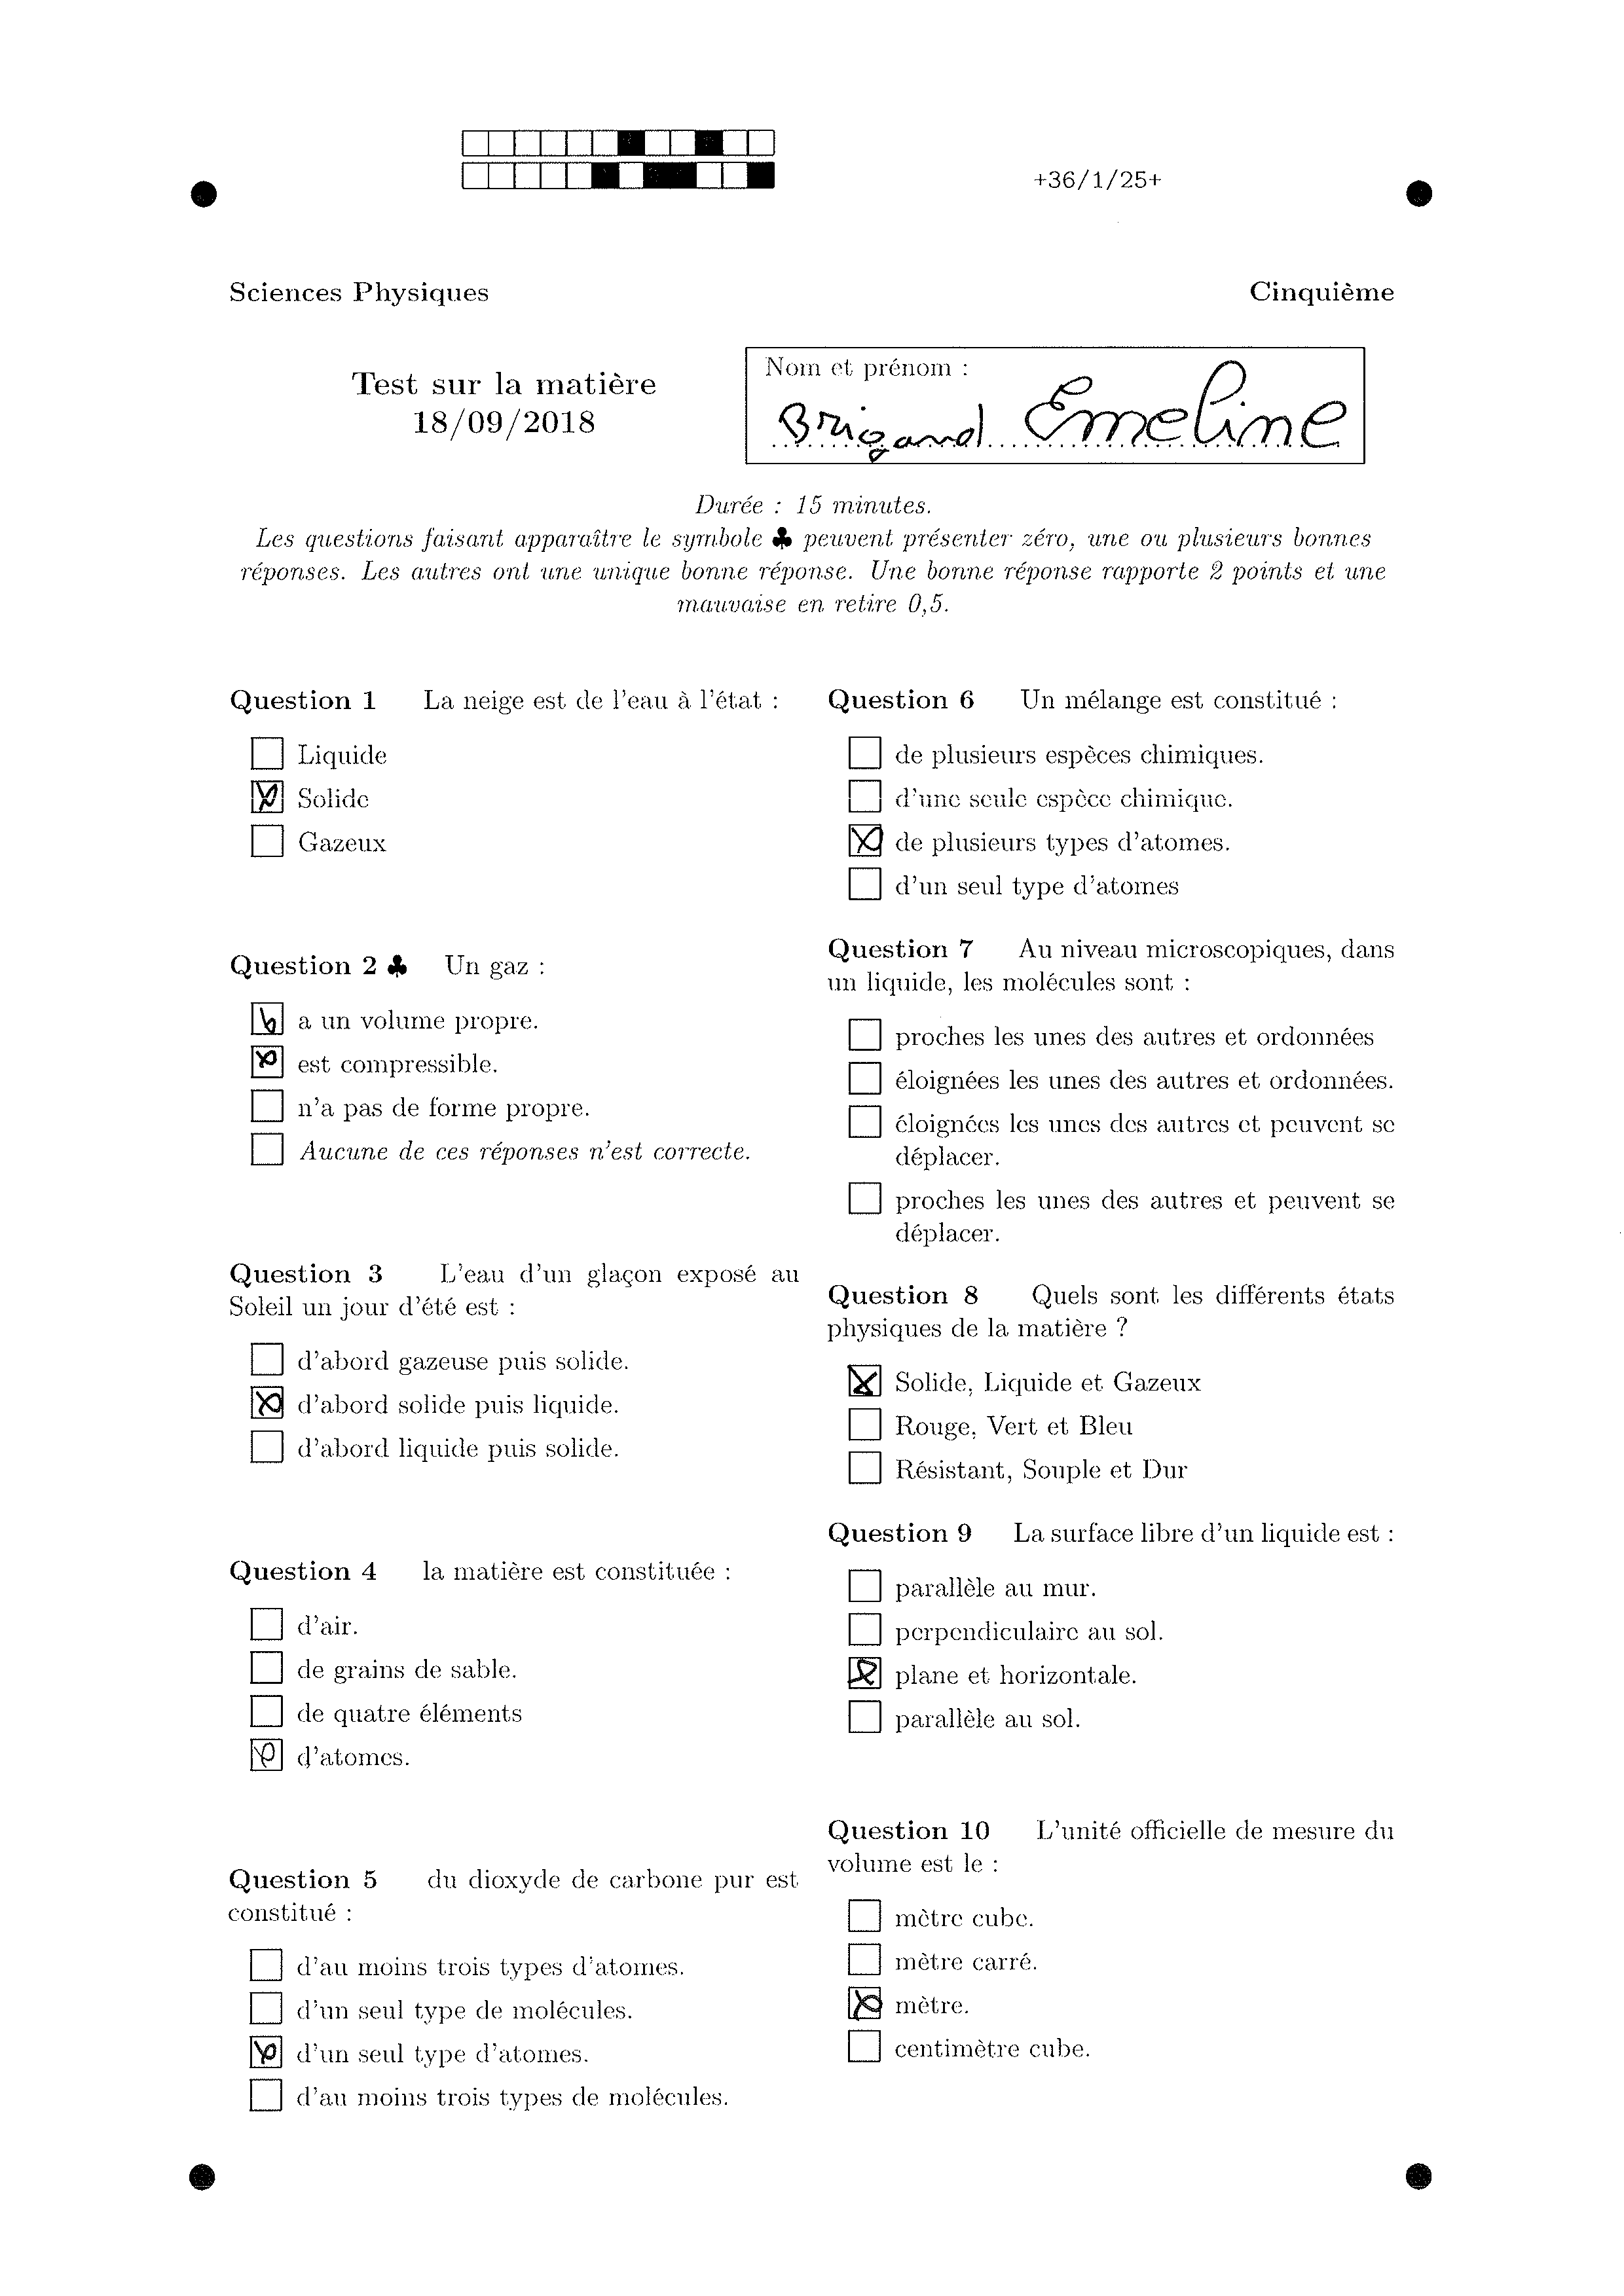 +36/1/25+
Sciences Physiques
Cinquième
Test sur la matière
18/09/2018
Nom et prénom :
Brigand Emeline
Durée : 15 minutes.
Les questions faisant apparaître le symbole ♣ peuvent présenter zéro, une ou plusieurs bonnes
réponses. Les autres ont une unique bonne réponse. Une bonne réponse rapporte 2 points et une
mauvaise en retire 0,5.
Question 1 La neige est de l'eau à l'état :
Liquide
Solide
Gazeux
Question 2 ♣ Un gaz :
a un volume propre.
est compressible.
n'a pas de forme propre.
Aucune de ces réponses n'est correcte.
Question 3 L'eau d'un glaçon exposé au
Soleil un jour d'été est :
d'abord gazeuse puis solide.
d'abord solide puis liquide.
d'abord liquide puis solide.
Question 4 la matière est constituée :
d'air.
de grains de sable.
de quatre éléments
d'atomes.
Question 5 du dioxyde de carbone pur est
constitué :
d'au moins trois types d'atomes.
d'un seul type de molécules.
d'un seul type d'atomes.
d'au moins trois types de molécules.
Question 6 Un mélange est constitué :
de plusieurs espèces chimiques.
d'une seule espèce chimique.
de plusieurs types d'atomes.
d'un seul type d'atomes
Question 7 Au niveau microscopiques, dans
un liquide, les molécules sont :
proches les unes des autres et ordonnées
éloignées les unes des autres et ordonnées.
éloignées les unes des autres et peuvent se
déplacer.
proches les unes des autres et peuvent se
déplacer.
Question 8 Quels sont les différents états
physiques de la matière ?
Solide, Liquide et Gazeux
Rouge, Vert et Bleu
Résistant, Souple et Dur
Question 9 La surface libre d'un liquide est :
parallèle au mur.
perpendiculaire au sol.
plane et horizontale.
parallèle au sol.
Question 10 L'unité officielle de mesure du
volume est le :
mètre cube.
mètre carré.
mètre.
centimètre cube.